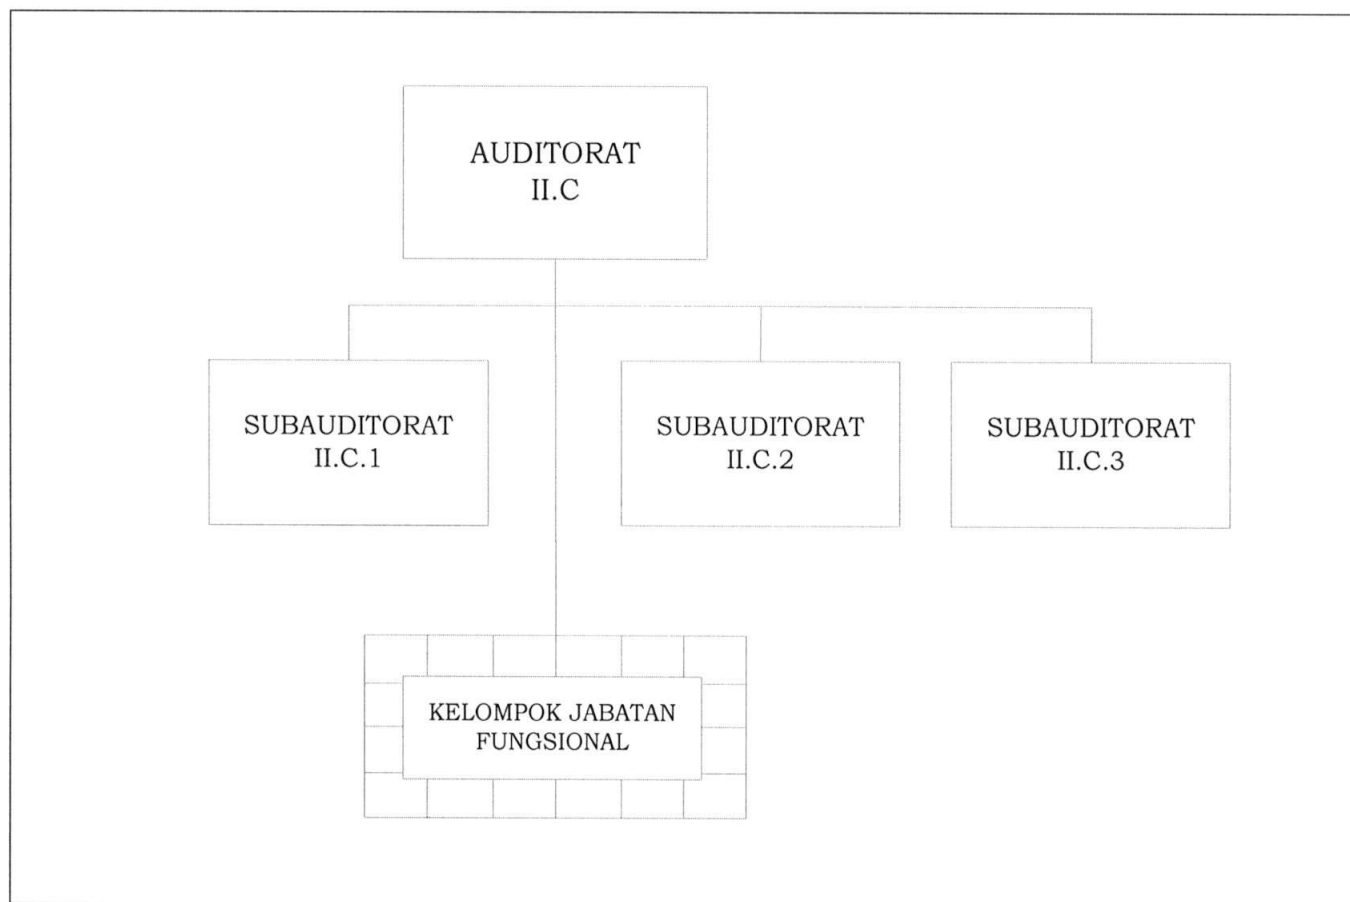 AUDITORAT
II.C
SUBAUDITORAT
II.C.1
SUBAUDITORAT
II.C.2
SUBAUDITORAT
II.C.3
KELOMPOK JABATAN
FUNGSIONAL